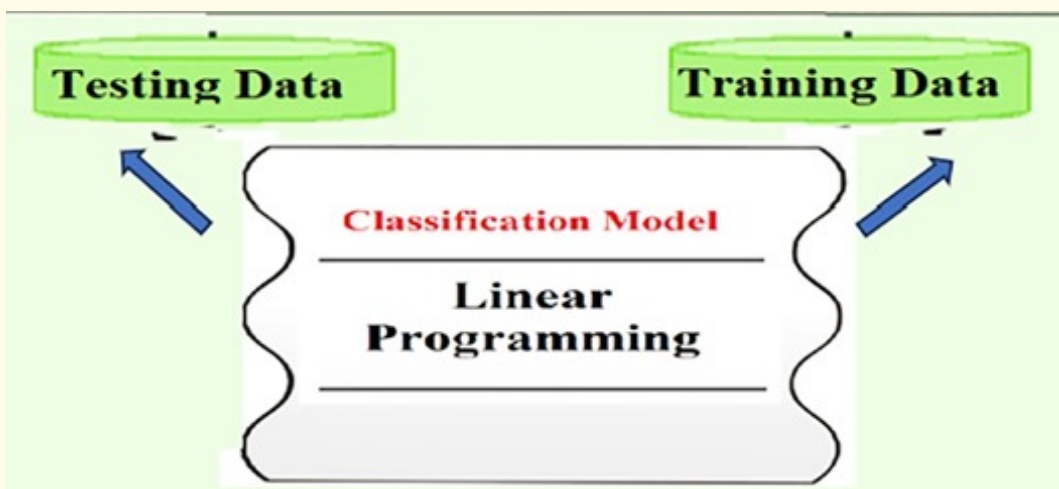 Testing Data
Training Data
Classification Model
Linear
Programming